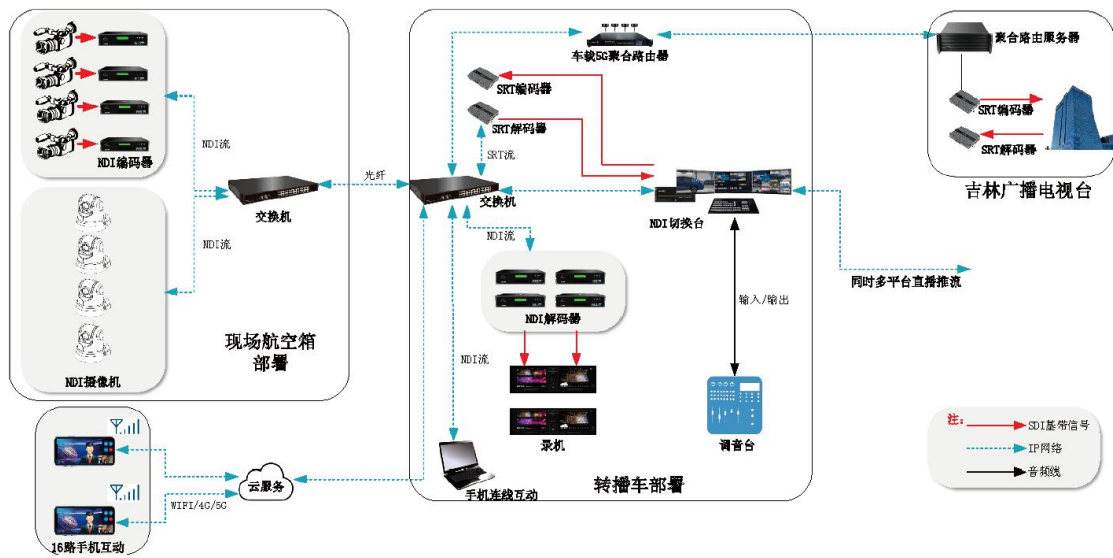 NDI编码器
NDI流
NDI流
交换机
NDI摄像机
现场航空箱
部署
光纤
车载5G聚合路由器
SRT编码器
SRT解码器
SRT流
交换机
NDI切换台
NDI流
NDI解码器
NDI流
录机
输入/输出
调音台
手机连线互动
转播车部署
聚合路由服务器
SRT编码器
SRT解码器
吉林广播电视台
同时多平台直播推流
云服务
WIFI/4G/5G
16路手机互动
注:
SDI基带信号
IP网络
音频线